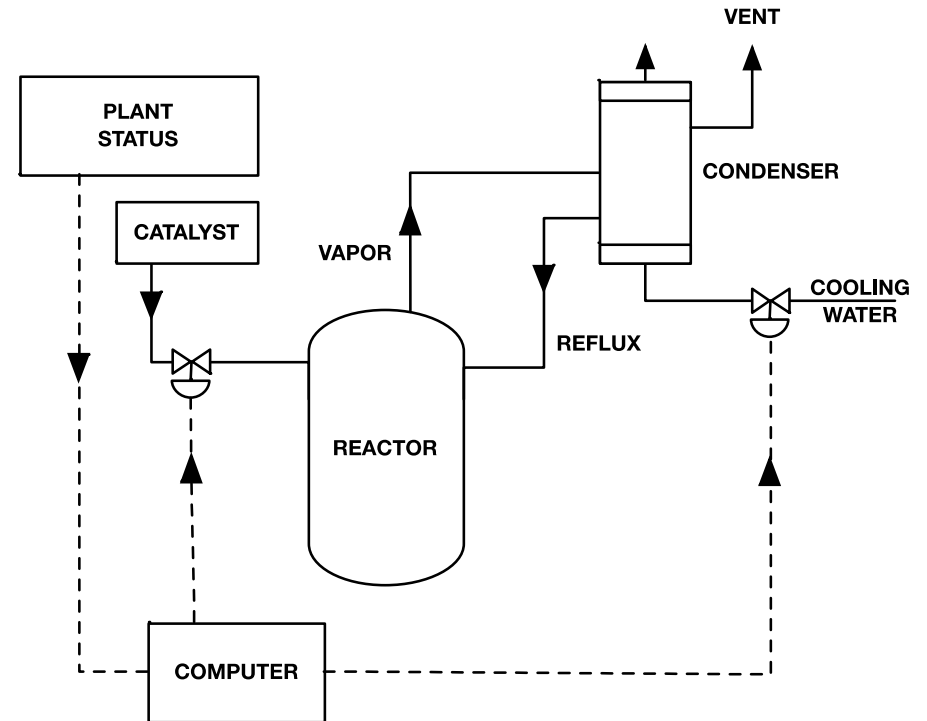 VENT
PLANT
STATUS
CONDENSER
CATALYST
VAPOR
COOLING
WATER
REFLUX
REACTOR
COMPUTER